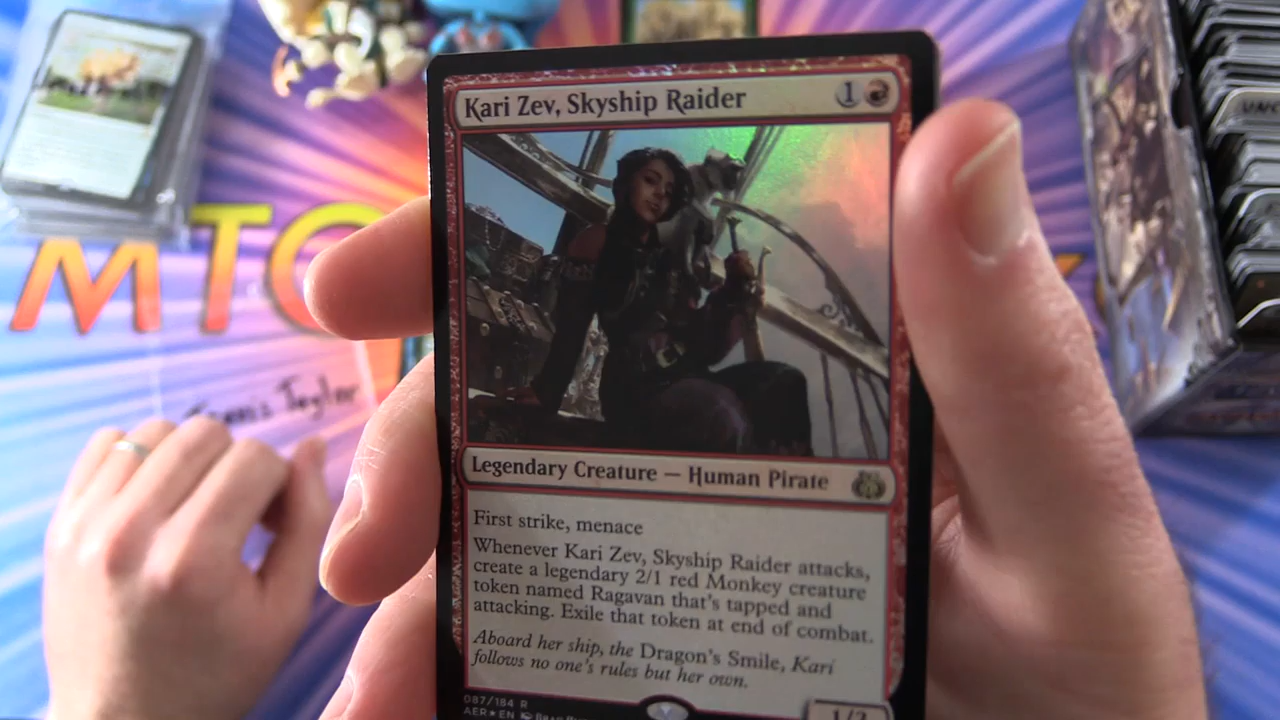 Kari Zev, Skyship Raider 1
Legendary Creature — Human Pirate
First strike, menace
Whenever Kari Zev, Skyship Raider attacks,
create a legendary 2/1 red Monkey creature
token named Ragavan that's tapped and
attacking. Exile that token at end of combat.
Aboard her ship, the Dragon's Smile, Kari
follows no one's rules but her own.
087/184 R
AER★EN
1/3
MTG
Taylor
UNC